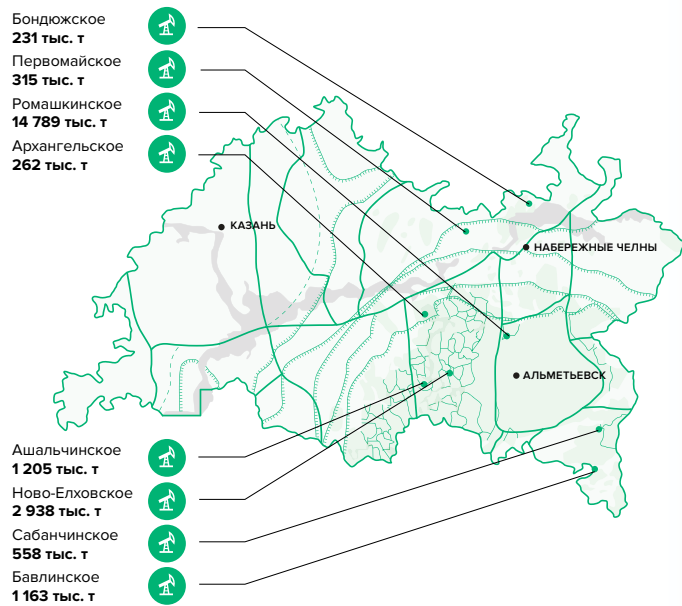 Бондюжское
231 тыс. т
Первомайское
315 тыс. т
Ромашкинское
14 789 тыс. т
Архангельское
262 тыс. т
КАЗАНЬ
НАБЕРЕЖНЫЕ ЧЕЛНЫ
АЛЬМЕТЬЕВСК
Ашальчинское
1 205 тыс. т
Ново-Елховское
2 938 тыс. т
Сабанчинское
558 тыс. т
Бавлинское
1 163 тыс. т